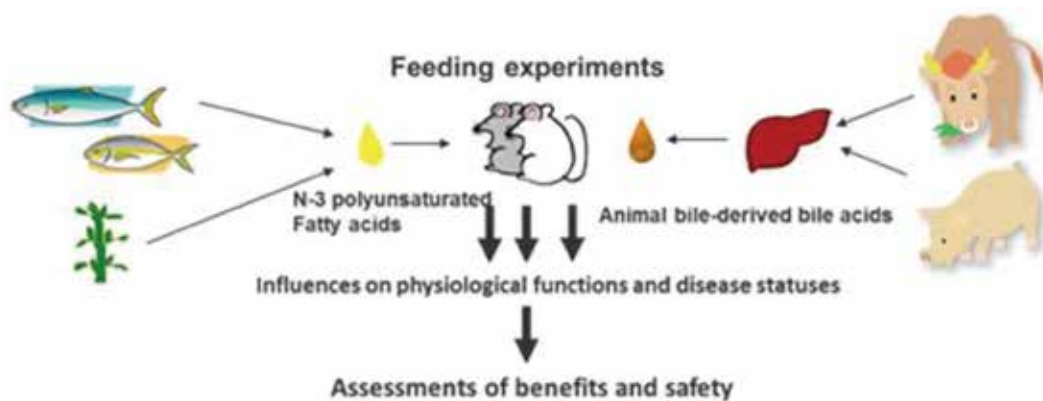 Feeding experiments
N-3 polyunsaturated
Fatty acids
Animal bile-derived bile acids
Influences on physiological functions and disease statuses
Assessments of benefits and safety